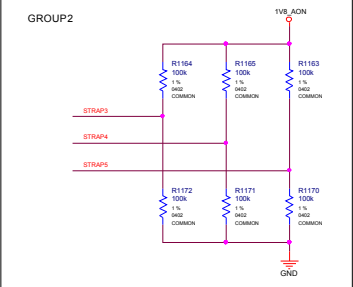 GROUP2
1V8_AON
R1164
100k
1 %
0402
COMMON
R1165
100k
1 %
0402
COMMON
R1163
100k
1 %
0402
COMMON
STRAP3
STRAP4
STRAP5
R1172
100k
1 %
0402
COMMON
R1171
100k
1 %
0402
COMMON
R1170
100k
1 %
0402
COMMON
GND